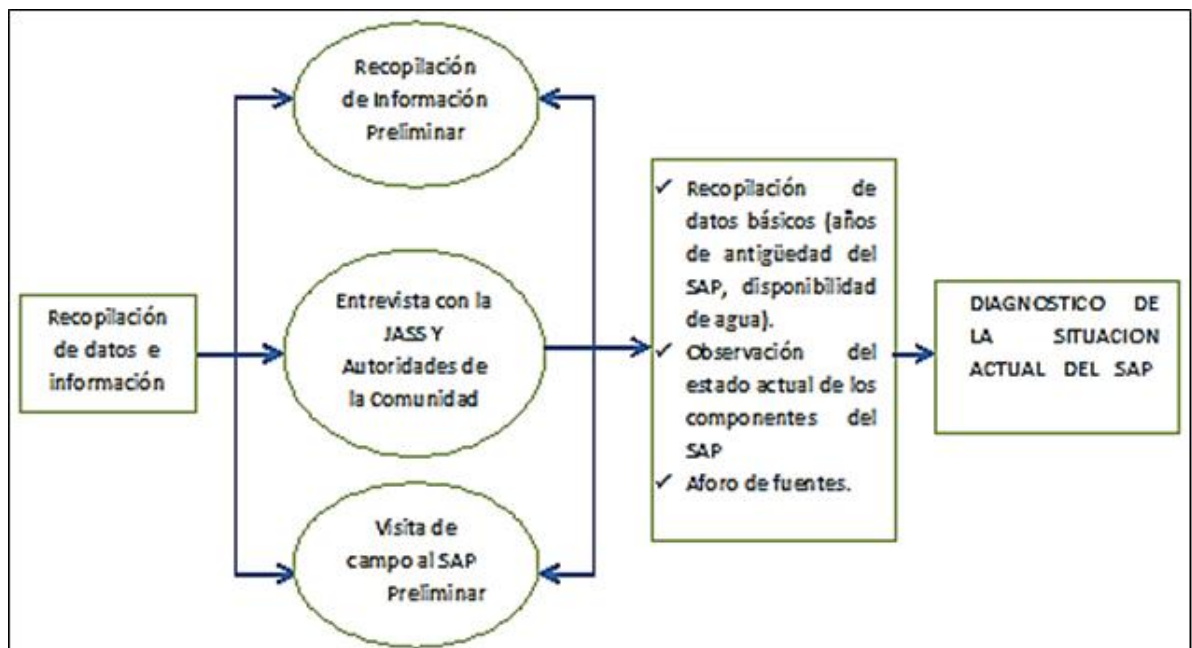 Recopilación
de datos e
información
Recopilación
de Información
Preliminar
Entrevista con la
JASS Y
Autoridades de
la Comunidad
Visita de
campo al SAP
Preliminar
✓ Recopilación de
datos básicos (años
de antigüedad del
SAP, disponibilidad
de agua).
✓ Observación del
estado actual de los
componentes del
SAP
✓ Aforo de fuentes.
DIAGNOSTICO DE
LA SITUACION
ACTUAL DEL SAP